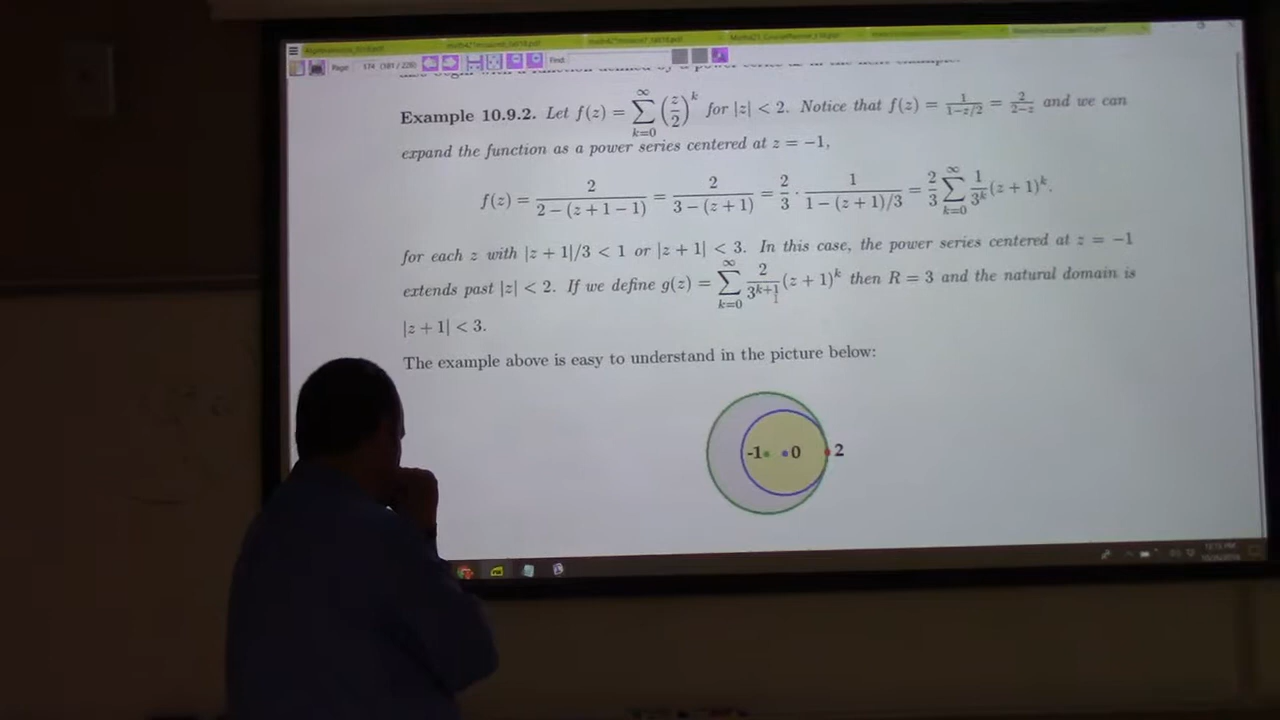 Page: 174 (181 / 226) Find:
Example 10.9.2. Let f(z) = ∑_{k=0}^{∞} (z/2)^k for |z| < 2. Notice that f(z) = 1/(1−z/2) = 2/(2−z) and we can
expand the function as a power series centered at z = −1,
f(z) = 2/(2 − (z + 1 − 1)) = 2/(3 − (z + 1)) = 2/3 · 1/(1 − (z + 1)/3) = 2/3 ∑_{k=0}^{∞} 1/3^k (z + 1)^k.
for each z with |z + 1|/3 < 1 or |z + 1| < 3. In this case, the power series centered at z = −1
extends past |z| < 2. If we define g(z) = ∑_{k=0}^{∞} 2/3^{k+1} (z + 1)^k then R = 3 and the natural domain is
|z + 1| < 3.
The example above is easy to understand in the picture below:
-1 0 2